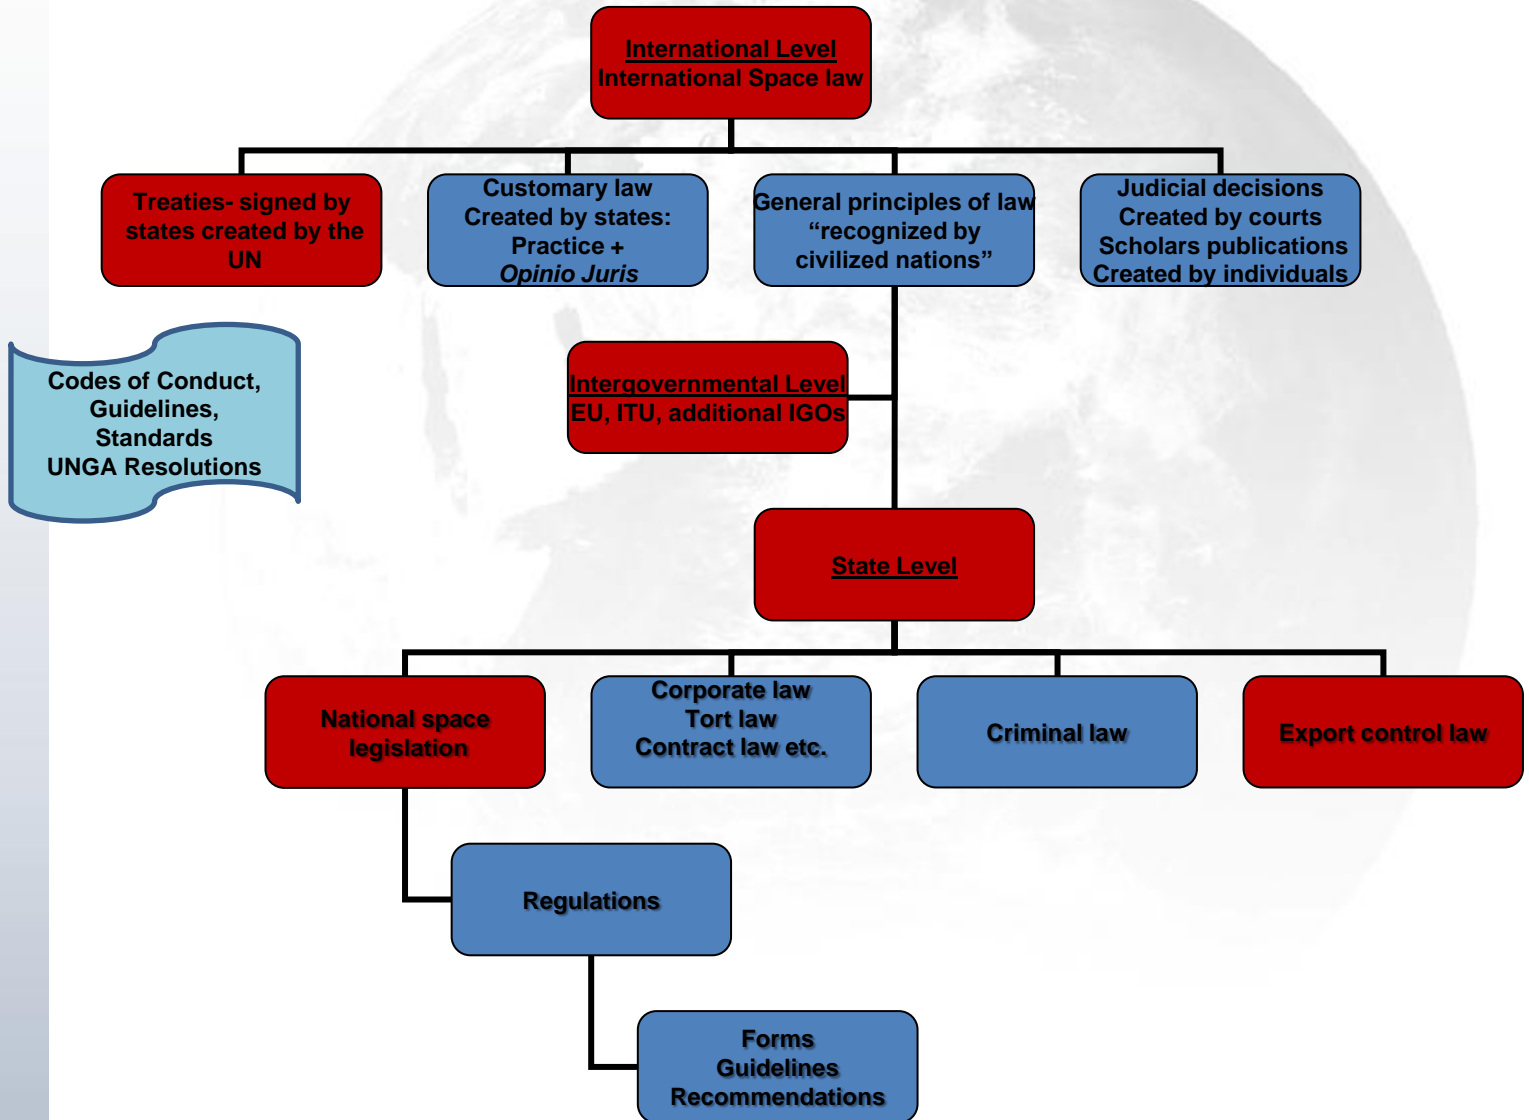 International Level
International Space law
Treaties- signed by
states created by the
UN
Customary law
Created by states:
Practice +
Opinio Juris
General principles of law
“recognized by
civilized nations”
Judicial decisions
Created by courts
Scholars publications
Created by individuals
Codes of Conduct,
Guidelines,
Standards
UNGA Resolutions
Intergovernmental Level
EU, ITU, additional IGOs
State Level
National space
legislation
Corporate law
Tort law
Contract law etc.
Criminal law
Export control law
Regulations
Forms
Guidelines
Recommendations